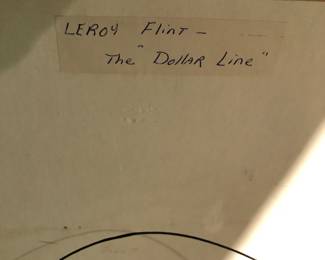 LEROY FLINT -
The "Dollar Line"